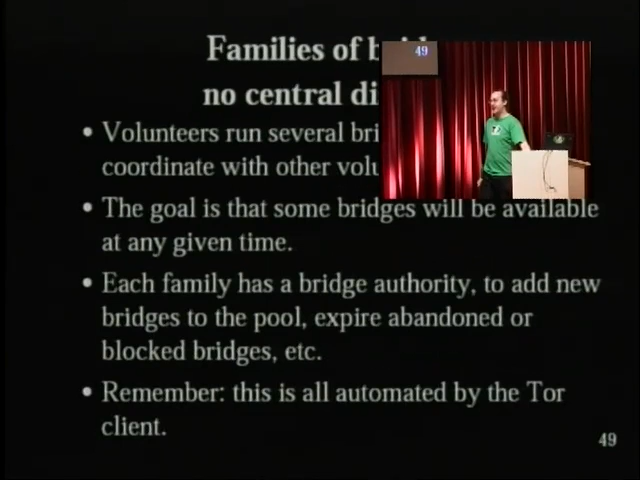 Families of
no central di
• Volunteers run several bri
coordinate with other volu
49
• The goal is that some bridges will be available
at any given time.
• Each family has a bridge authority, to add new
bridges to the pool, expire abandoned or
blocked bridges, etc.
• Remember: this is all automated by the Tor
client.
49